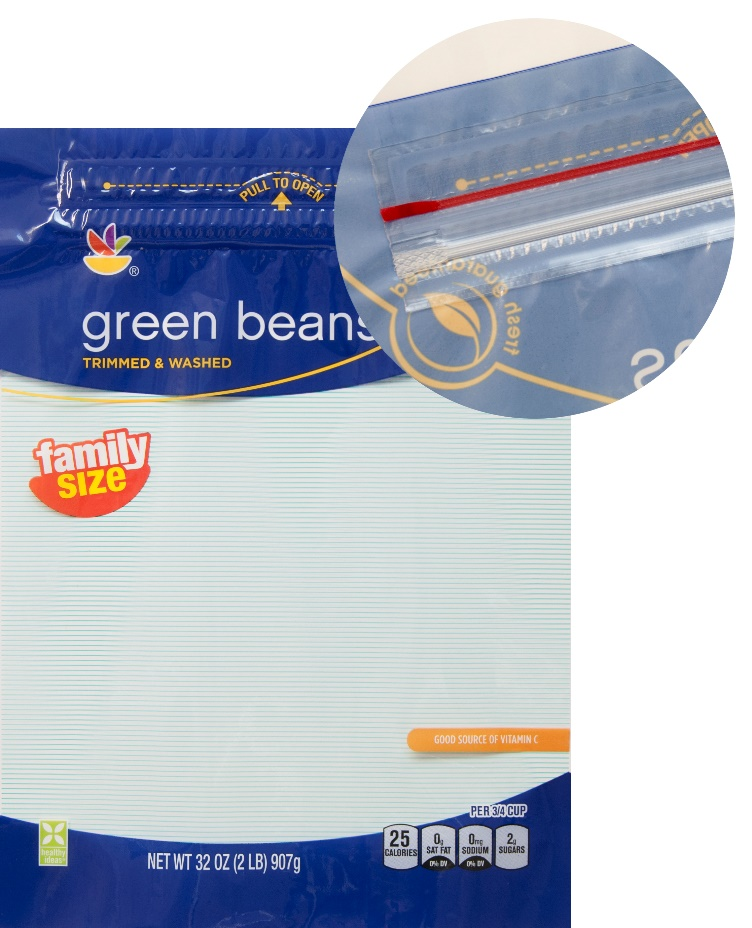 PULL TO OPEN
®
green beans
TRIMMED & WASHED
fresh
family
size
GOOD SOURCE OF VITAMIN C
PER 3/4 CUP
25
CALORIES
0g
SAT FAT
0% DV
0mg
SODIUM
0% DV
2g
SUGARS
healthy
ideas
NET WT 32 OZ (2 LB) 907g